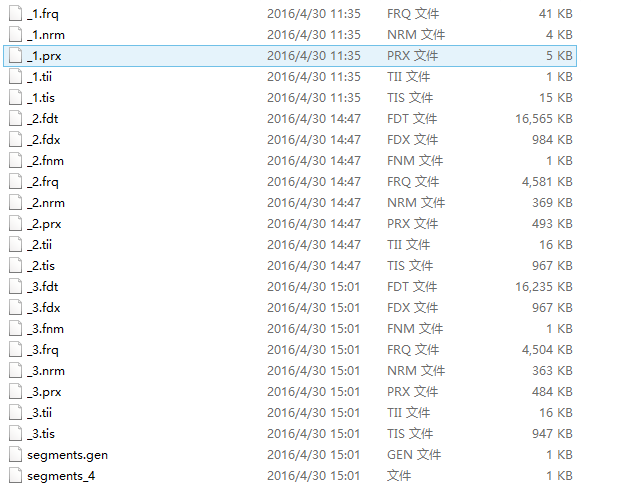 _1.frq 2016/4/30 11:35 FRQ 文件 41 KB
_1.nrm 2016/4/30 11:35 NRM 文件 4 KB
_1.prx 2016/4/30 11:35 PRX 文件 5 KB
_1.tii 2016/4/30 11:35 TII 文件 1 KB
_1.tis 2016/4/30 11:35 TIS 文件 15 KB
_2.fdt 2016/4/30 14:47 FDT 文件 16,565 KB
_2.fdx 2016/4/30 14:47 FDX 文件 984 KB
_2.fnm 2016/4/30 14:47 FNM 文件 1 KB
_2.frq 2016/4/30 14:47 FRQ 文件 4,581 KB
_2.nrm 2016/4/30 14:47 NRM 文件 369 KB
_2.prx 2016/4/30 14:47 PRX 文件 493 KB
_2.tii 2016/4/30 14:47 TII 文件 16 KB
_2.tis 2016/4/30 14:47 TIS 文件 967 KB
_3.fdt 2016/4/30 15:01 FDT 文件 16,235 KB
_3.fdx 2016/4/30 15:01 FDX 文件 967 KB
_3.fnm 2016/4/30 15:01 FNM 文件 1 KB
_3.frq 2016/4/30 15:01 FRQ 文件 4,504 KB
_3.nrm 2016/4/30 15:01 NRM 文件 363 KB
_3.prx 2016/4/30 15:01 PRX 文件 484 KB
_3.tii 2016/4/30 15:01 TII 文件 16 KB
_3.tis 2016/4/30 15:01 TIS 文件 947 KB
segments.gen 2016/4/30 15:01 GEN 文件 1 KB
segments_4 2016/4/30 15:01 文件 1 KB